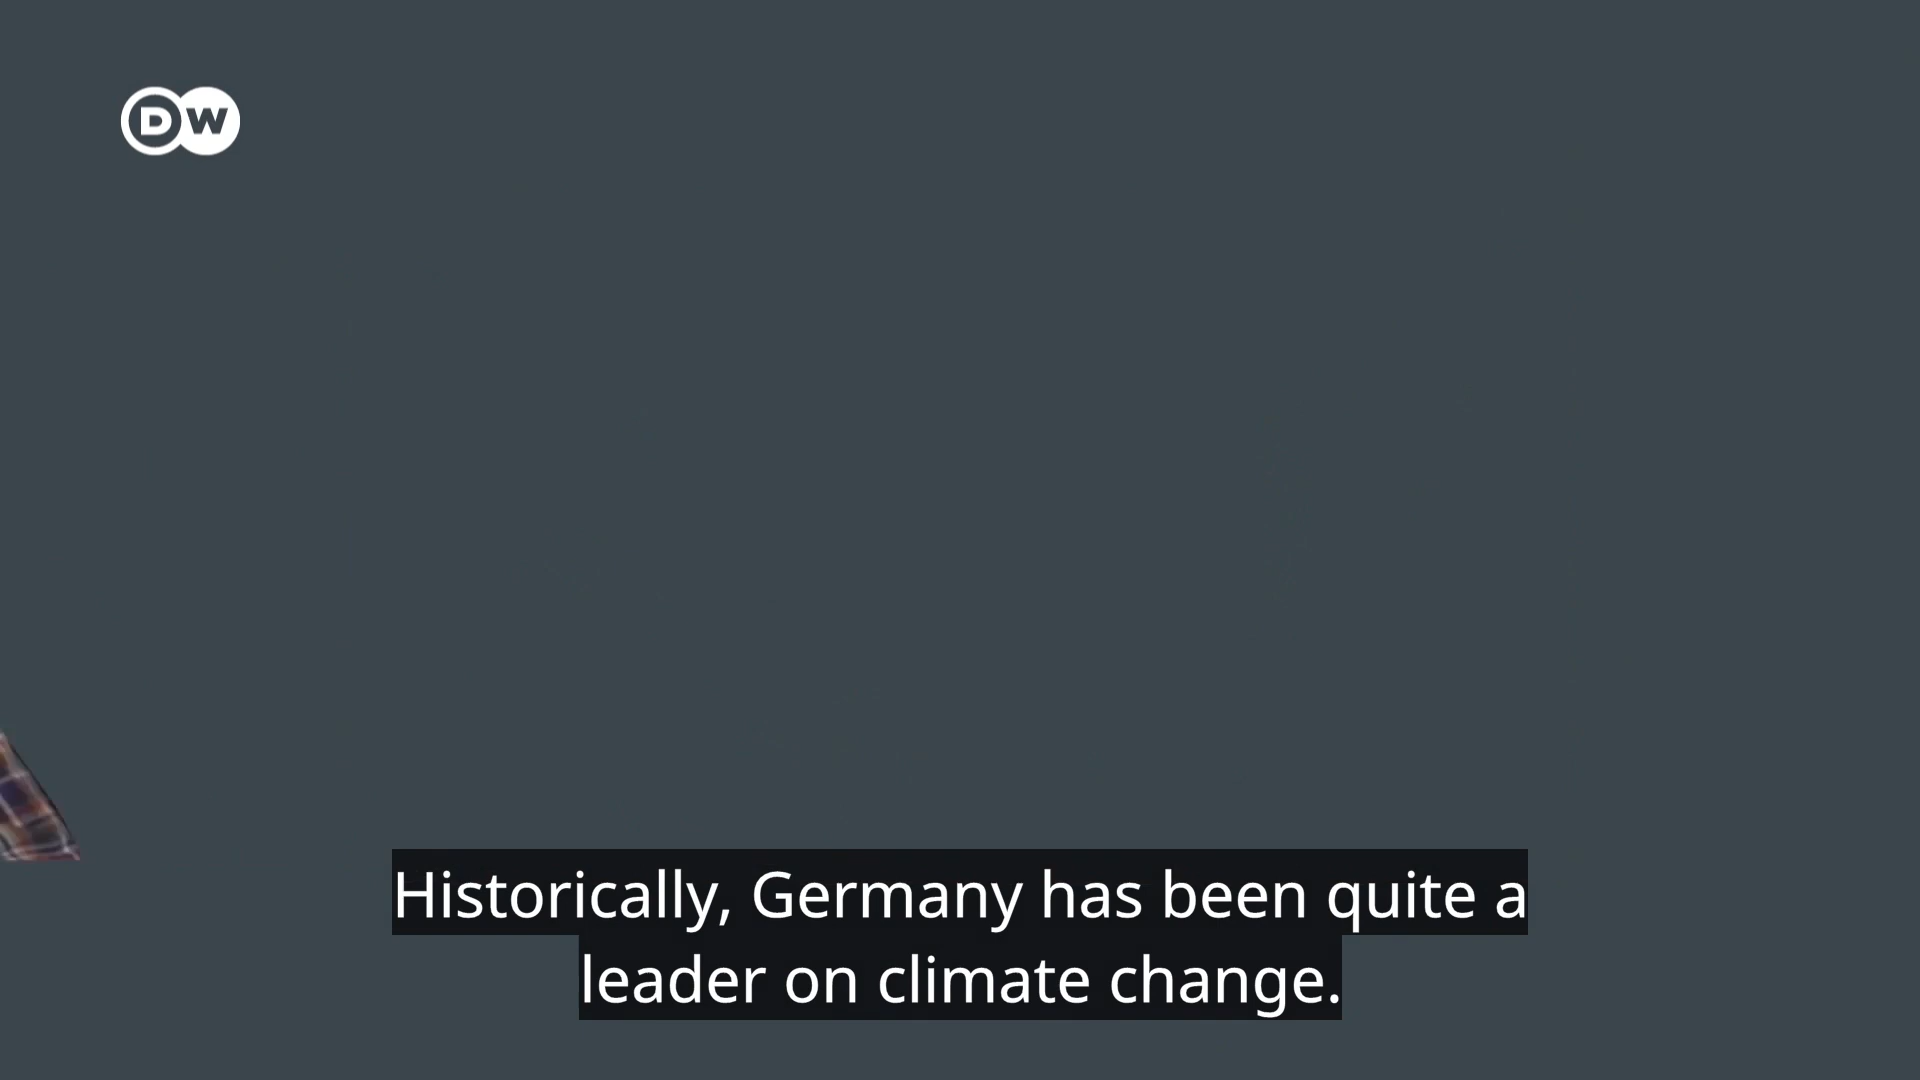 DW
Historically, Germany has been quite a
leader on climate change.